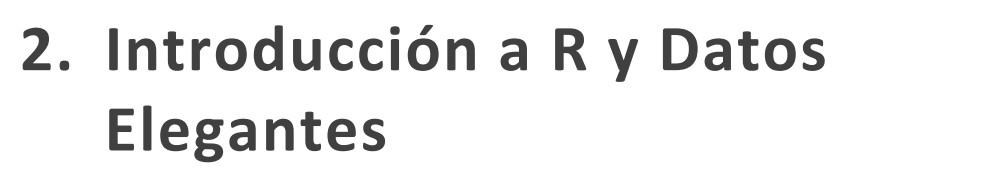 2. Introducción a R y Datos
Elegantes